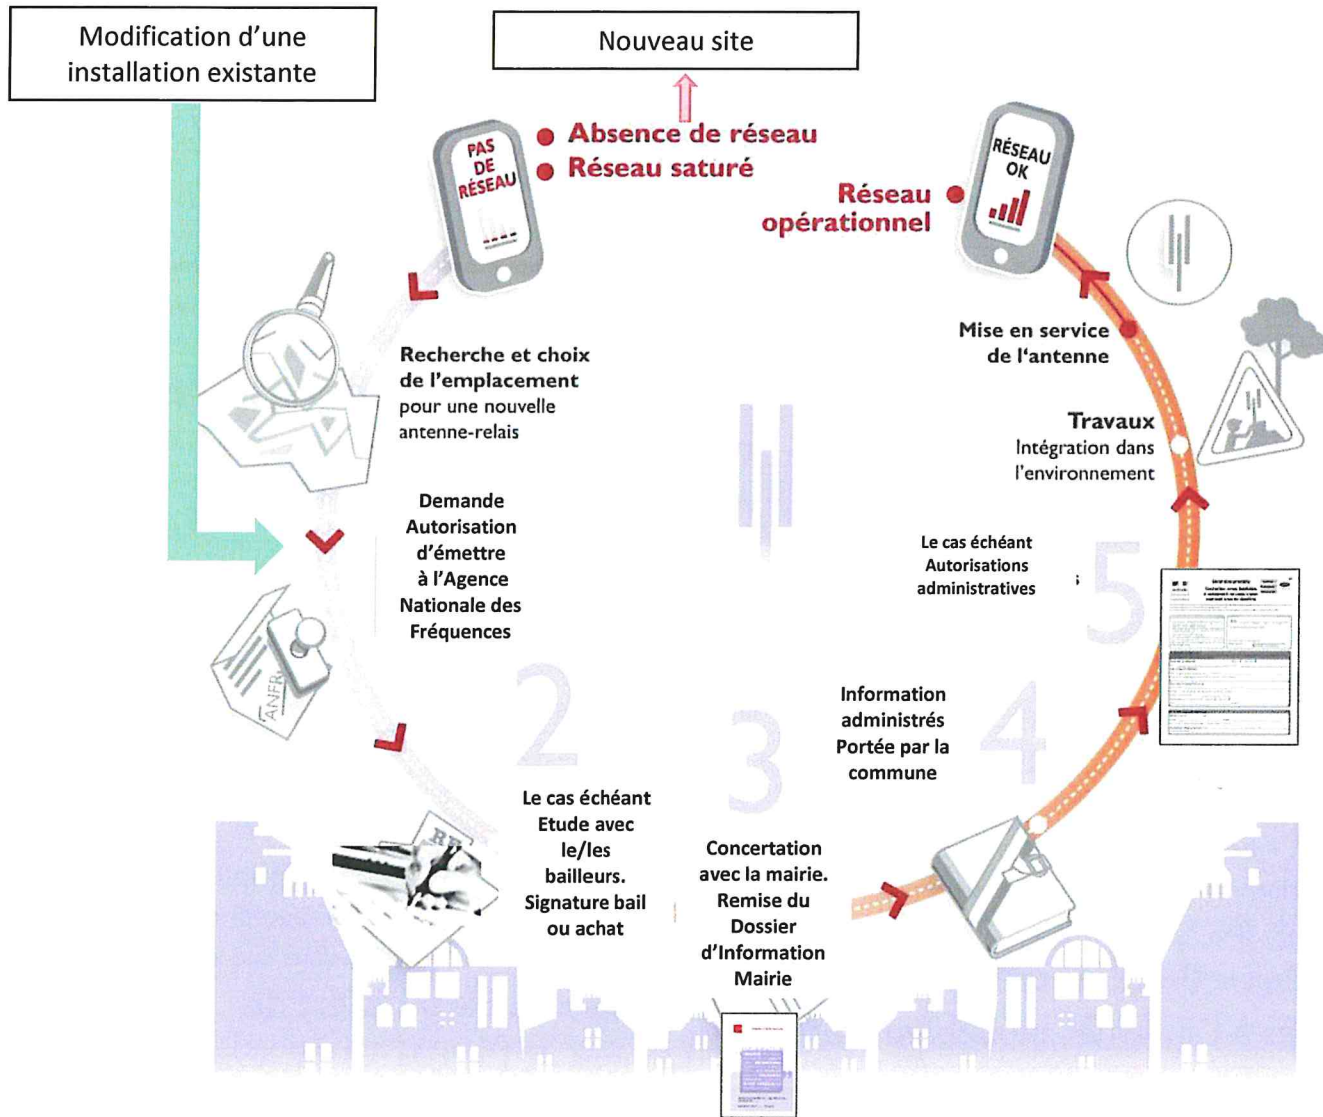 Modification d'une
installation existante
Nouveau site
PAS
DE
RÉSEAU
Absence de réseau
Réseau saturé
RÉSEAU
OK
Réseau
opérationnel
Mise en service
de l'antenne
Recherche et choix
de l'emplacement
pour une nouvelle
antenne-relais
Travaux
Intégration dans
l'environnement
Demande
Autorisation
d'émettre
à l'Agence
Nationale des
Fréquences
ANFR
Le cas échéant
Autorisations
administratives
s
5
2
3
4
Information
administrés
Portée par la
commune
Le cas échéant
Etude avec
le/les
bailleurs.
Signature bail
ou achat
Concertation
avec la mairie.
Remise du
Dossier
d'Information
Mairie